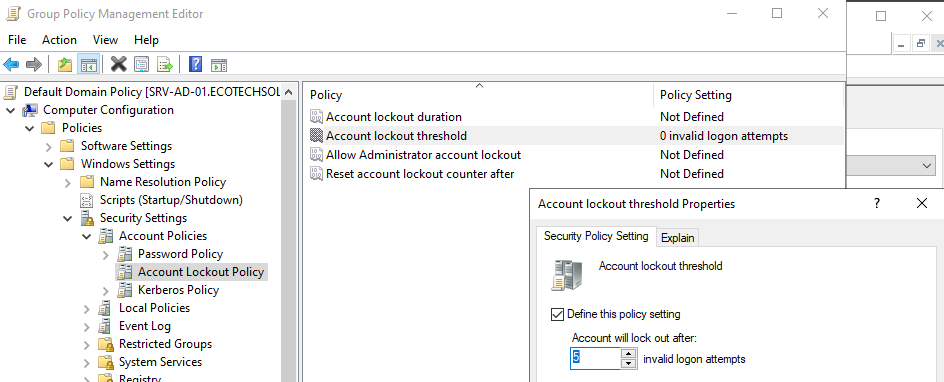 Group Policy Management Editor
File Action View Help
Default Domain Policy [SRV-AD-01.ECOTECHSOL
Computer Configuration
Policies
Software Settings
Windows Settings
Name Resolution Policy
Scripts (Startup/Shutdown)
Security Settings
Account Policies
Password Policy
Account Lockout Policy
Kerberos Policy
Local Policies
Event Log
Restricted Groups
System Services
Registry
Policy Policy Setting
Account lockout duration Not Defined
Account lockout threshold 0 invalid logon attempts
Allow Administrator account lockout Not Defined
Reset account lockout counter after Not Defined
Account lockout threshold Properties ?
Security Policy Setting Explain
Account lockout threshold
Define this policy setting
Account will lock out after:
5 invalid logon attempts